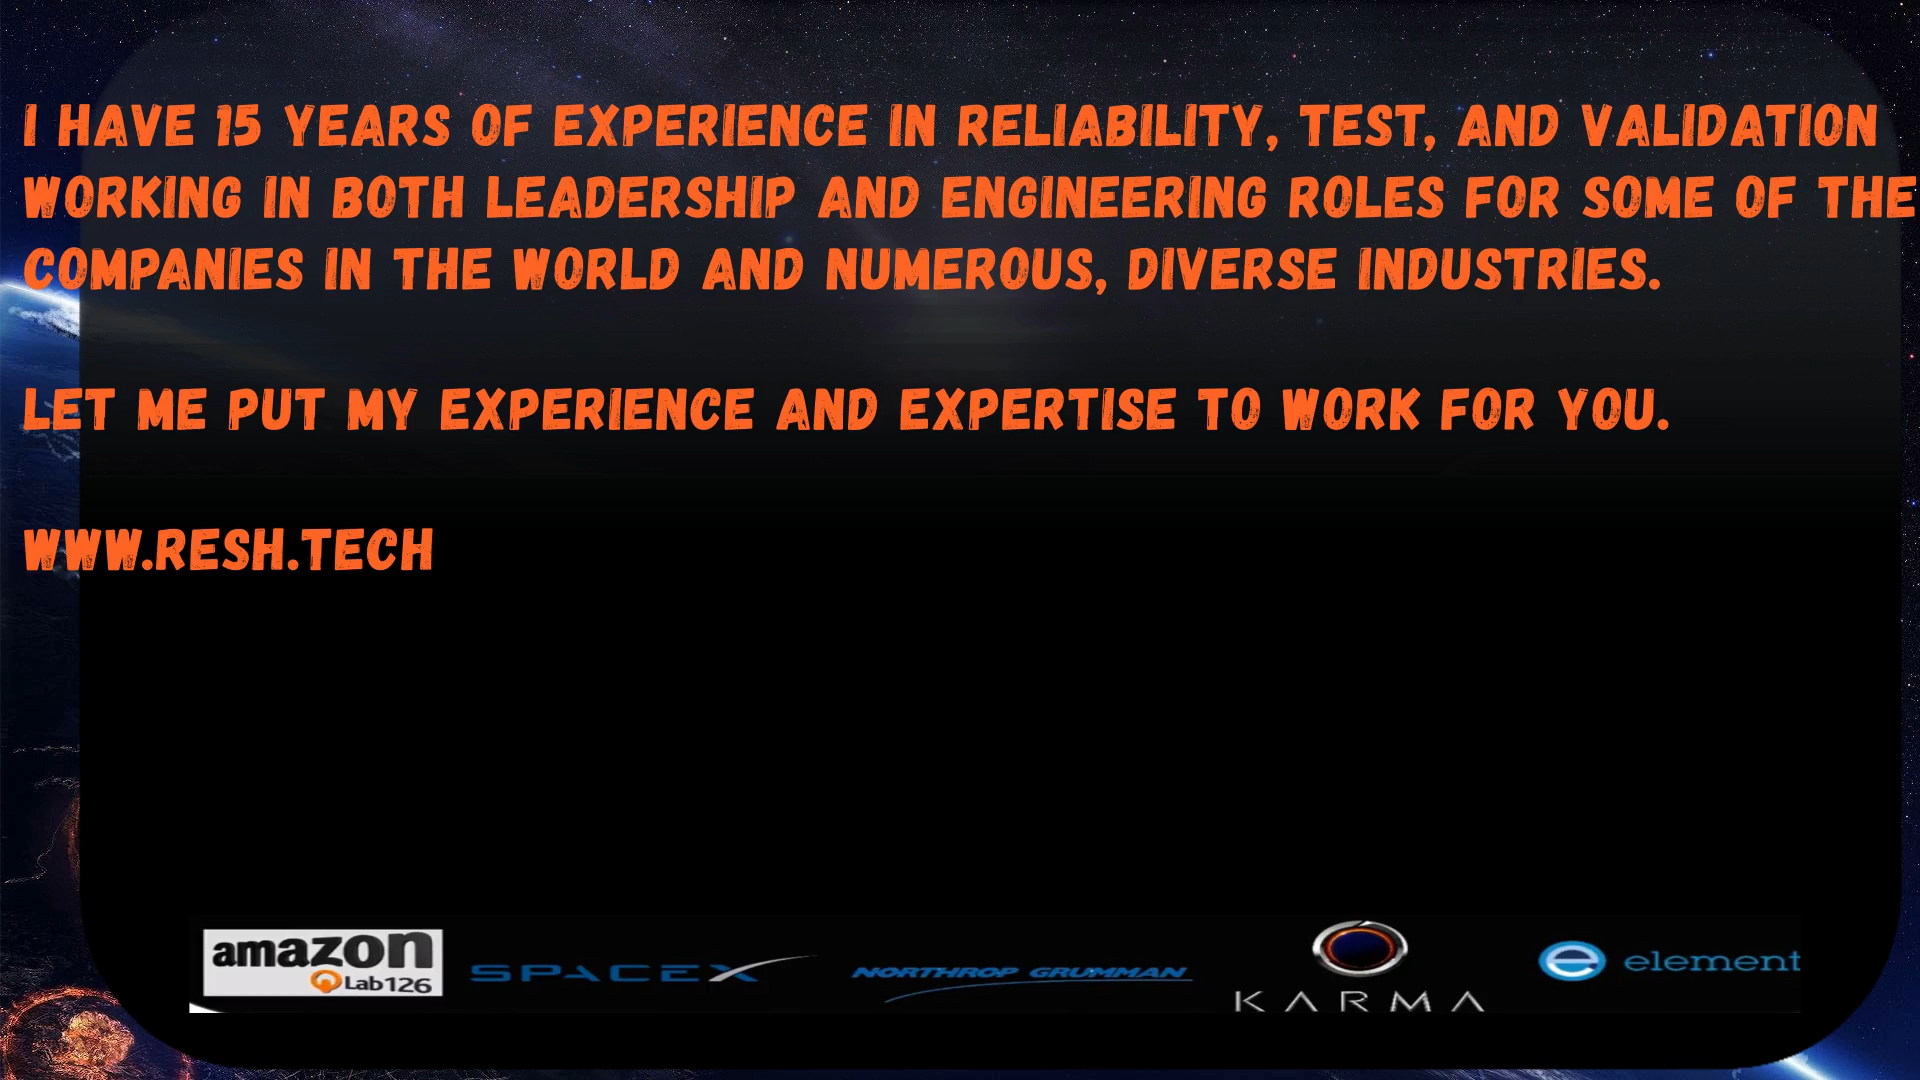 I HAVE 15 YEARS OF EXPERIENCE IN RELIABILITY, TEST, AND VALIDATION
WORKING IN BOTH LEADERSHIP AND ENGINEERING ROLES FOR SOME OF THE
COMPANIES IN THE WORLD AND NUMEROUS, DIVERSE INDUSTRIES.
LET ME PUT MY EXPERIENCE AND EXPERTISE TO WORK FOR YOU.
WWW.RESH.TECH
amazon
Lab126
SPACEX
NORTHROP GRUMMAN
KARMA
e element